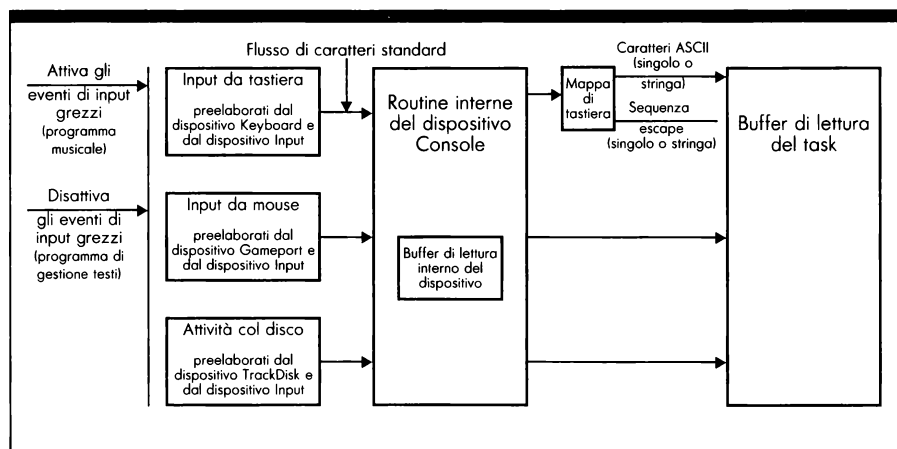 Flusso di caratteri standard
Attiva gli
eventi di input
grezzi
(programma
musicale)
Disattiva
gli eventi di
input grezzi
(programma di
gestione testi)
Input da tastiera
preelaborati dal
dispositivo Keyboard e
dal dispositivo Input
Input da mouse
preelaborati dal
dispositivo Gameport e
dal dispositivo Input
Attività col disco
preelaborati dal
dispositivo TrackDisk e
dal dispositivo Input
Routine interne
del dispositivo
Console
Buffer di lettura
interno del
dispositivo
Mappa
di
tastiera
Caratteri ASCII
(singolo o
stringa)
Sequenza
escape
(singolo o stringa)
Buffer di lettura
del task